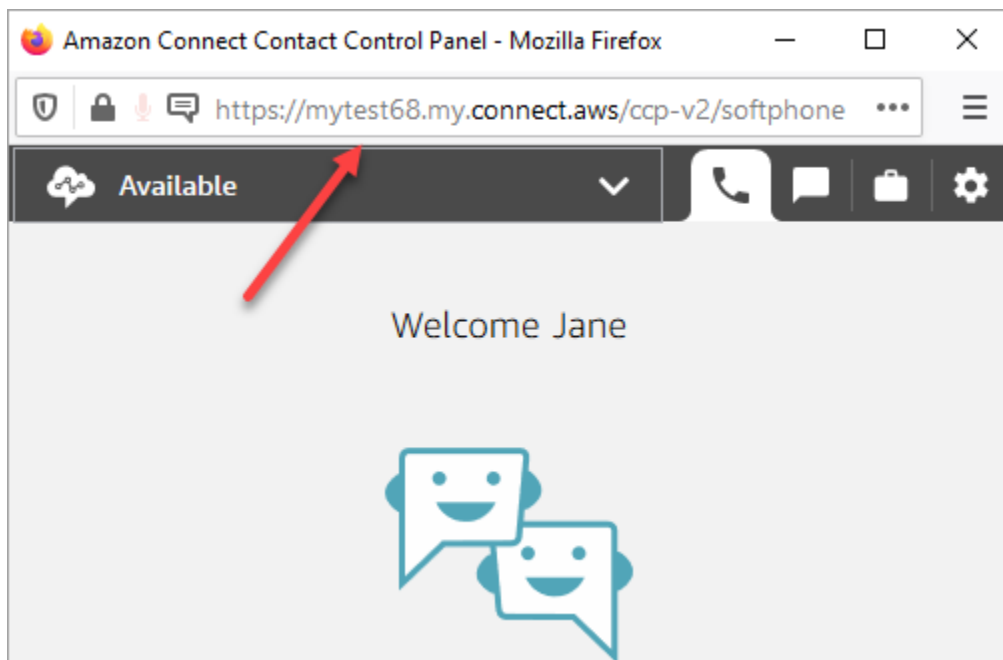 Amazon Connect Contact Control Panel - Mozilla Firefox
https://mytest68.my.connect.aws/ccp-v2/softphone
Available
Welcome Jane